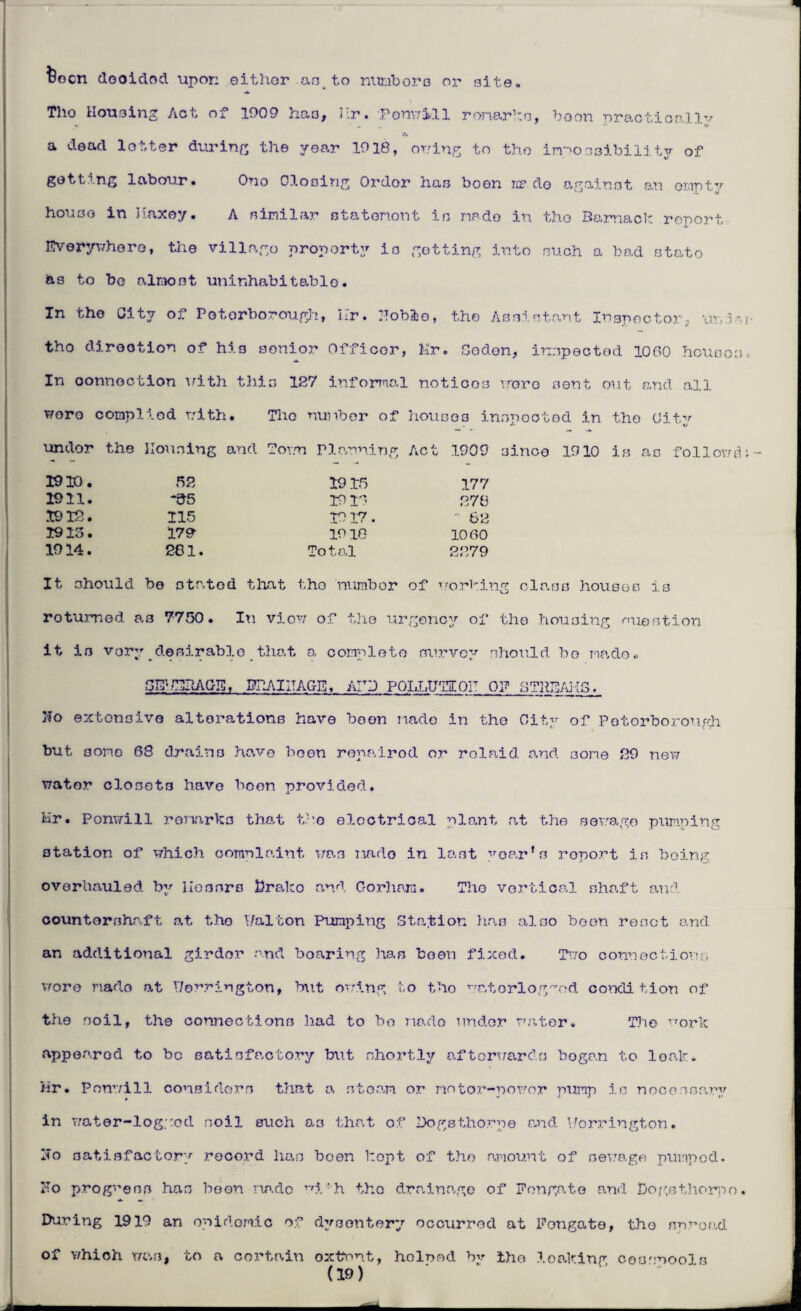 been decided upon either as to numbers or site.
The Housing Act of 1909 has, Mr. Penwill remarks, been practically
a dead letter during the year 1918, owing to the impossibility of
getting labour. One Closing Order has been made against an empty
house in Maxey. A similar statement is made in the Barnack report
Everywhere, the village property is getting into such a bad state
as to be almost uninhabitable.
In the City of Peterborough, Mr. Noble, the Assistant Inspector, under
the direction of his senior Officer, Mr. Soden, inspected 1060 houses.
In connection with this 127 informal notices were sent out and all
were complied with. The number of houses inspected in the City
under the Housing and Town Planning Act 1909 since 1910 is as follows:-
1910. 52 1915 177
1911. 35 1916 278
1912. 115 1917. 62
1913. 179 1918 1060
1914. 281. Total 2279
It should be stated that the number of working class houses is
returned as 7750. In view of the urgency of the housing question
it is very desirable that a complete survey should be made.
SEWERAGE, DRAINAGE, AND POLLUTION OF STREAMS.
No extensive alterations have been made in the City of Peterborough
but some 68 drains have been repaired or relaid and some 29 new
water closets have been provided.
Mr. Penwill remarks that the electrical plant at the sewage pumping
station of which complaint was made in last year's report is being
overhauled by Messrs Drake and Gorham. The vertical shaft and
countershaft at the Walton Pumping Station has also been reset and
an additional girder and bearing has been fixed. Two connections
were made at Werrington, but owing to the waterlogged condition of
the soil, the connections had to be made under water. The work
appeared to be satisfactory but shortly afterwards began to leak.
Mr. Penwill considers that a steam or motor-power pump is necessary
in water-logged soil such as that of Dogsthorpe and Werrington.
No satisfactory record has been kept of the amount of sewage pumped.
No progress has been made with the drainage of Fengate and Dogsthorpe.
During 1919 an epidemic of dysentery occurred at Fengate, the spread
of which was, to a certain extent, helped by the leaking cesspools
(19)